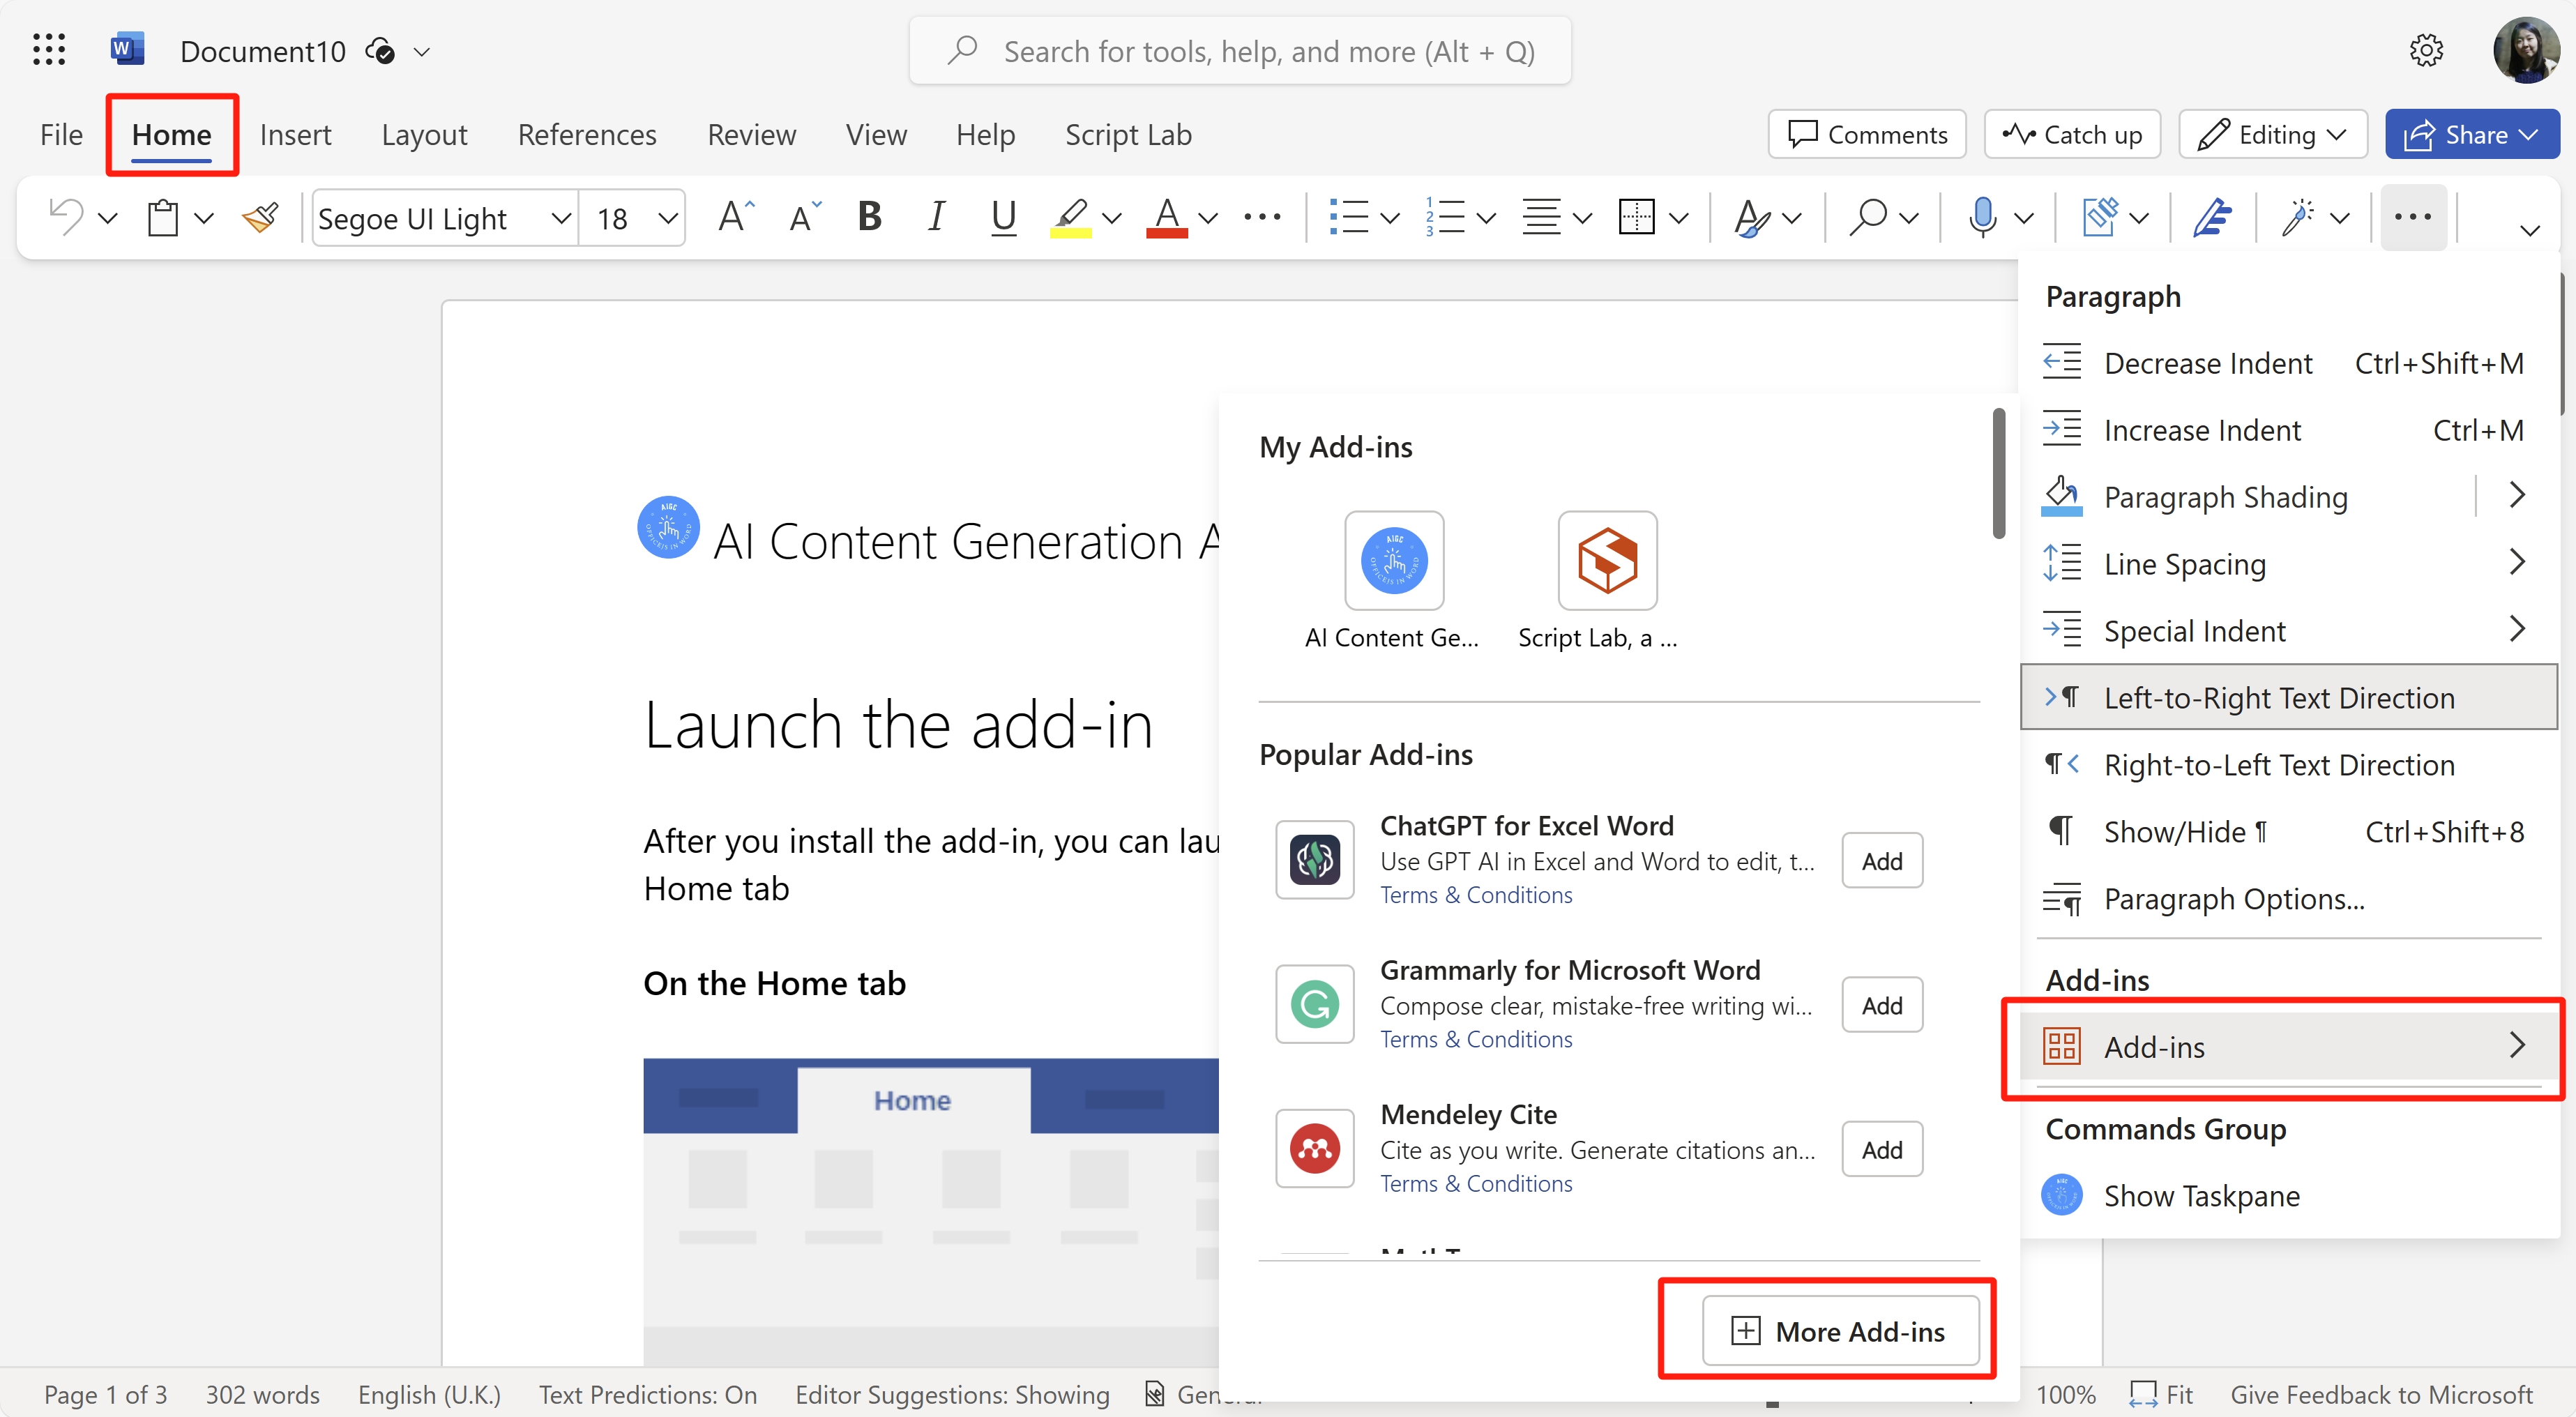 Document10
Search for tools, help, and more (Alt + Q)
File Home Insert Layout References Review View Help Script Lab
Comments Catch up Editing Share
Segoe UI Light 18
Paragraph
Decrease Indent Ctrl+Shift+M
Increase Indent Ctrl+M
Paragraph Shading
Line Spacing
Special Indent
Left-to-Right Text Direction
Right-to-Left Text Direction
Show/Hide ¶ Ctrl+Shift+8
Paragraph Options...
Add-ins
Add-ins
Commands Group
Show Taskpane
My Add-ins
AIGC
OFFICEJS IN WORD
AI Content Ge...
Script Lab, a ...
Popular Add-ins
ChatGPT for Excel Word
Use GPT AI in Excel and Word to edit, t...
Terms & Conditions
Add
Grammarly for Microsoft Word
Compose clear, mistake-free writing wi...
Terms & Conditions
Add
Mendeley Cite
Cite as you write. Generate citations an...
Terms & Conditions
Add
More Add-ins
AIGC
OFFICEJS IN WORD
AI Content Generation A
Launch the add-in
After you install the add-in, you can lau
Home tab
On the Home tab
Home
Page 1 of 3 302 words English (U.K.) Text Predictions: On Editor Suggestions: Showing 100% Fit Give Feedback to Microsoft